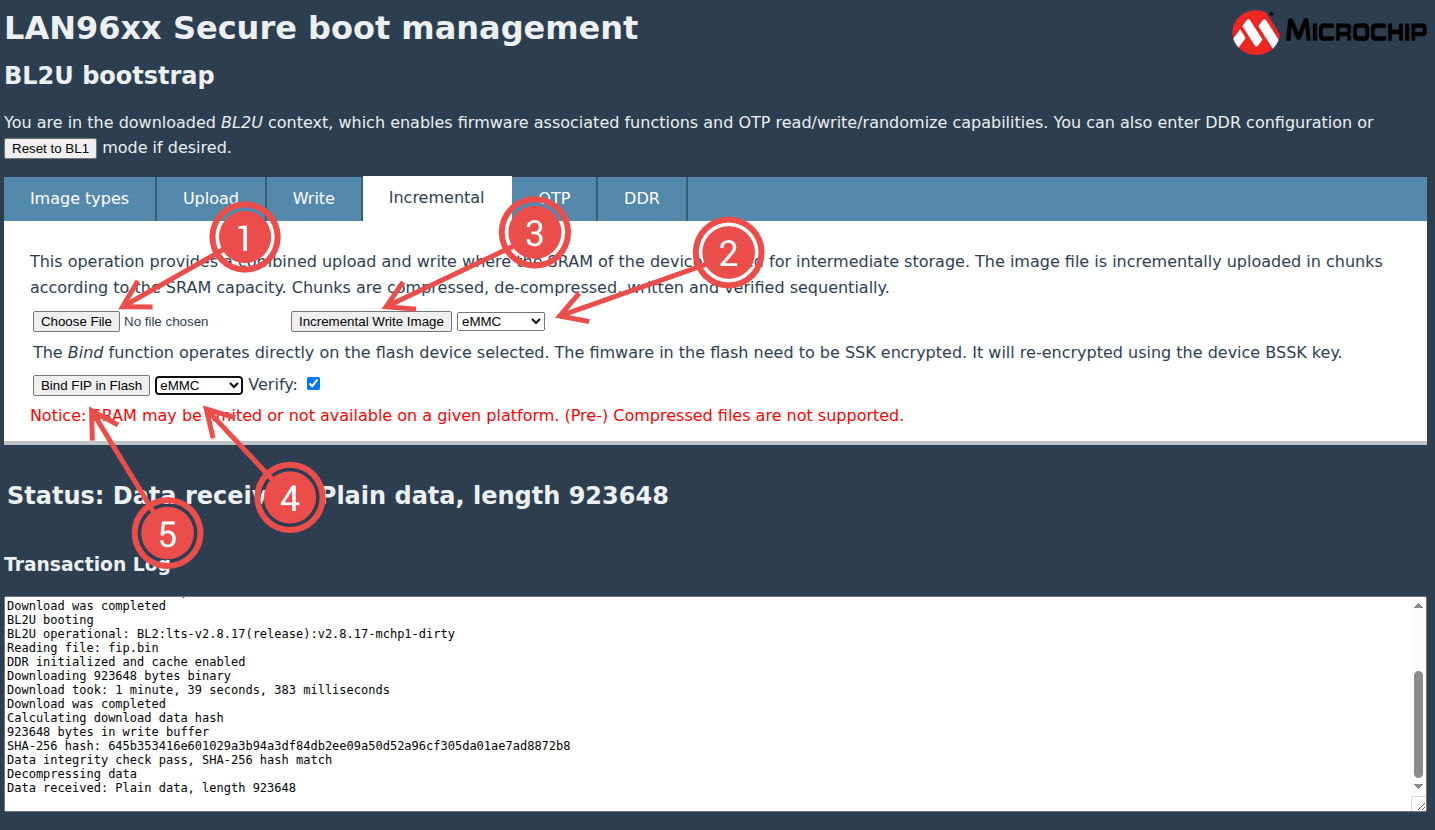 LAN96xx Secure boot management
MICROCHIP
BL2U bootstrap
You are in the downloaded BL2U context, which enables firmware associated functions and OTP read/write/randomize capabilities. You can also enter DDR configuration or
Reset to BL1 mode if desired.
Image types Upload Write Incremental OTP DDR
1 3 2
This operation provides a combined upload and write where the SRAM of the device for intermediate storage. The image file is incrementally uploaded in chunks
according to the SRAM capacity. Chunks are compressed, de-compressed, written and verified sequentially.
Choose File No file chosen Incremental Write Image eMMC
The Bind function operates directly on the flash device selected. The fimware in the flash need to be SSK encrypted. It will re-encrypted using the device BSSK key.
Bind FIP in Flash eMMC Verify:
Notice: SRAM may be limited or not available on a given platform. (Pre-) Compressed files are not supported.
Status: Data received: Plain data, length 923648
4
5
Transaction Log
Download was completed
BL2U booting
BL2U operational: BL2:lts-v2.8.17(release):v2.8.17-mchp1-dirty
Reading file: fip.bin
DDR initialized and cache enabled
Downloading 923648 bytes binary
Download took: 1 minute, 39 seconds, 383 milliseconds
Download was completed
Calculating download data hash
923648 bytes in write buffer
SHA-256 hash: 645b353416e601029a3b94a3df84db2ee09a50d52a96cf305da01ae7ad8872b8
Data integrity check pass, SHA-256 hash match
Decompressing data
Data received: Plain data, length 923648